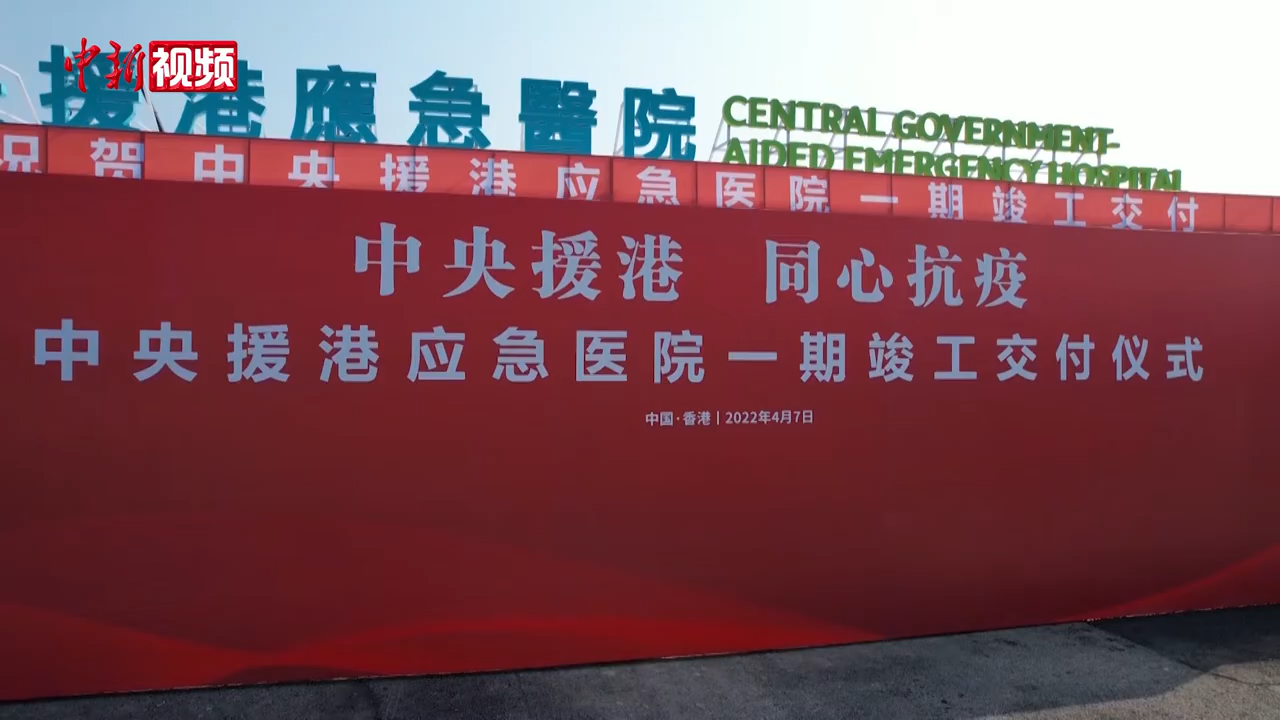 中新视频
援港應急醫院
CENTRAL GOVERNMENT-
AIDED EMERGENCY HOSPITAL
祝贺中央援港应急医院一期竣工交付
中央援港 同心抗疫
中央援港应急医院一期竣工交付仪式
中国·香港|2022年4月7日